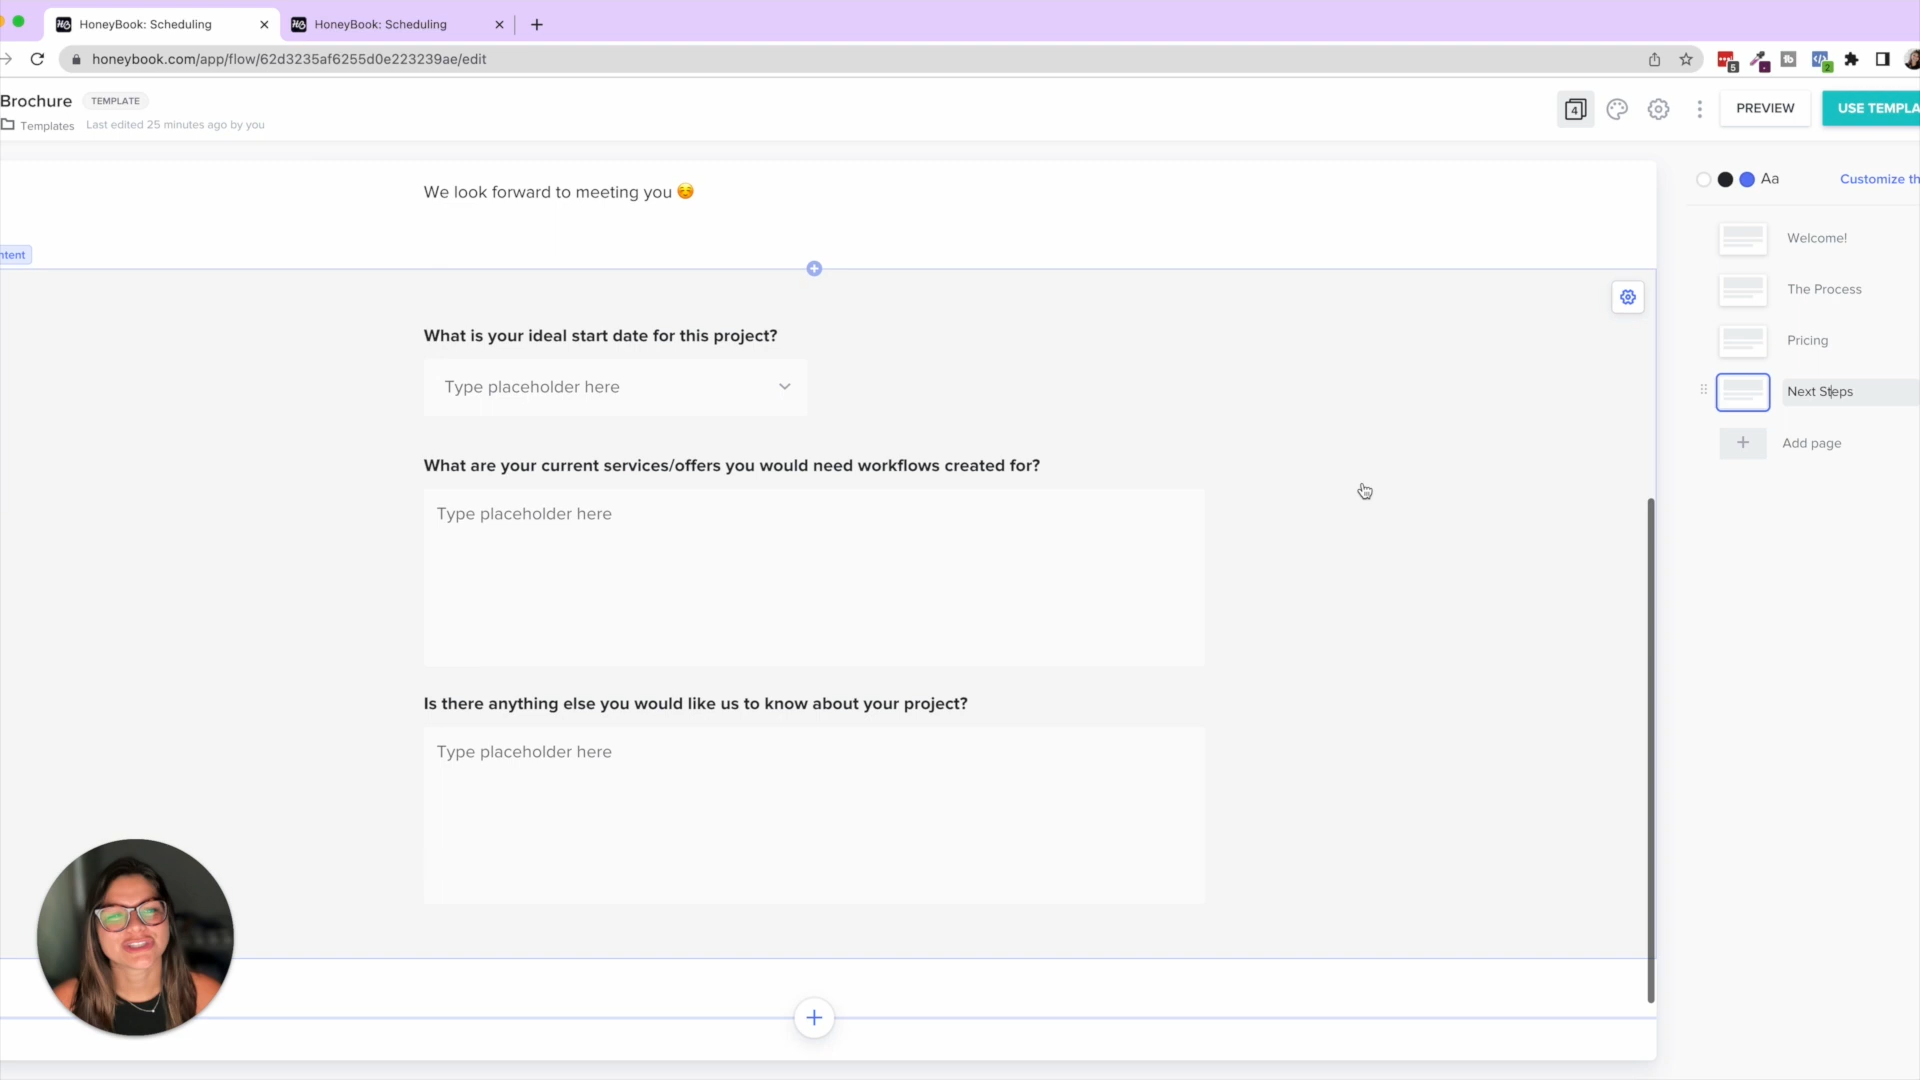 HoneyBook: Scheduling
HoneyBook: Scheduling
honeybook.com/app/flow/62d3235af6255d0e223239ae/edit
5
tb
2
Brochure
TEMPLATE
Templates
Last edited 25 minutes ago by you
4
PREVIEW
USE TEMPLA
We look forward to meeting you
ntent
Aa
Customize th
Welcome!
The Process
Pricing
Next Steps
Add page
What is your ideal start date for this project?
Type placeholder here
What are your current services/offers you would need workflows created for?
Type placeholder here
Is there anything else you would like us to know about your project?
Type placeholder here